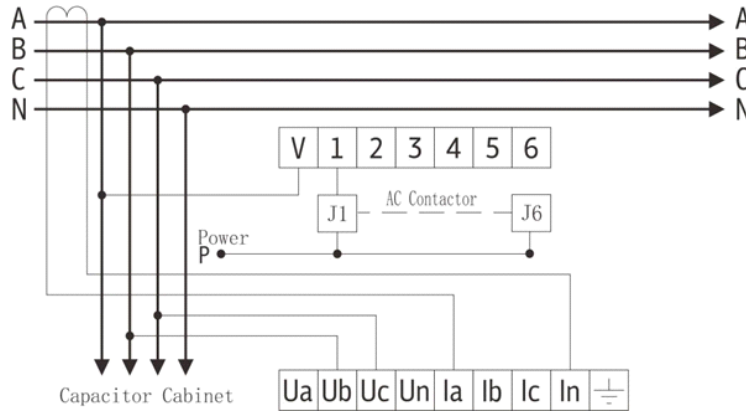 A A
B B
C C
N N
V 1 2 3 4 5 6
J1 AC Contactor J6
Power
P
Capacitor Cabinet
Ua Ub Uc Un Ia Ib Ic In